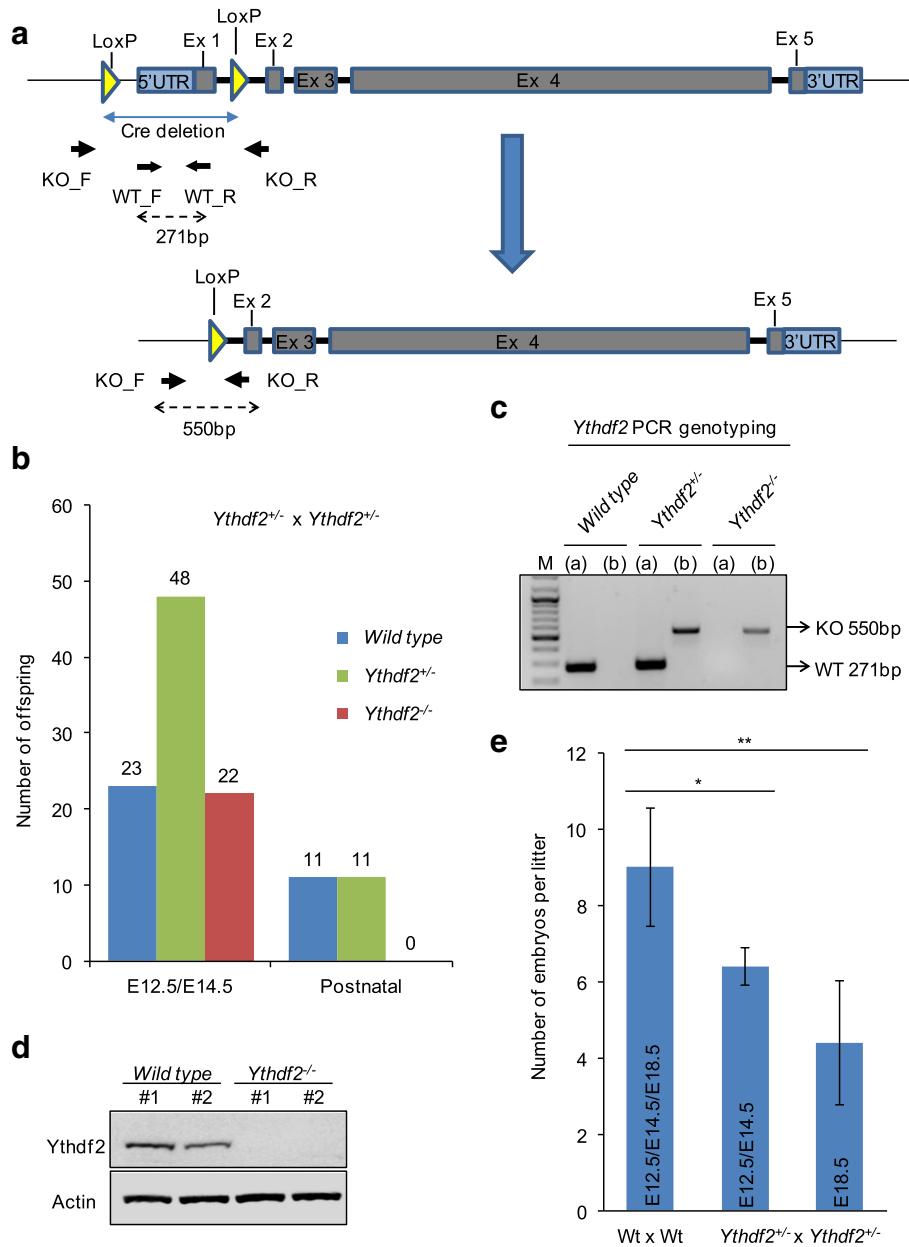 a
LoxP
LoxP
Ex 1
Ex 2
Ex 5
5'UTR
Ex 3
Ex 4
3'UTR
Cre deletion
KO_F
KO_R
WT_F
WT_R
271bp
LoxP
Ex 2
Ex 5
Ex 3
Ex 4
3'UTR
KO_F
KO_R
550bp
b
Ythdf2+/- x Ythdf2+/-
Number of offspring
60
50
40
30
20
10
0
23
48
22
11
11
0
Wild type
Ythdf2+/-
Ythdf2-/-
E12.5/E14.5
Postnatal
c
Ythdf2 PCR genotyping
Wild type
Ythdf2+/-
Ythdf2-/-
M (a) (b) (a) (b) (a) (b)
KO 550bp
WT 271bp
d
Wild type Ythdf2-/-
#1 #2 #1 #2
Ythdf2
Actin
e
Number of embryos per litter
12
10
8
6
4
2
0
**
*
E12.5/E14.5/E18.5
E12.5/E14.5
E18.5
Wt x Wt
Ythdf2+/- x Ythdf2+/-